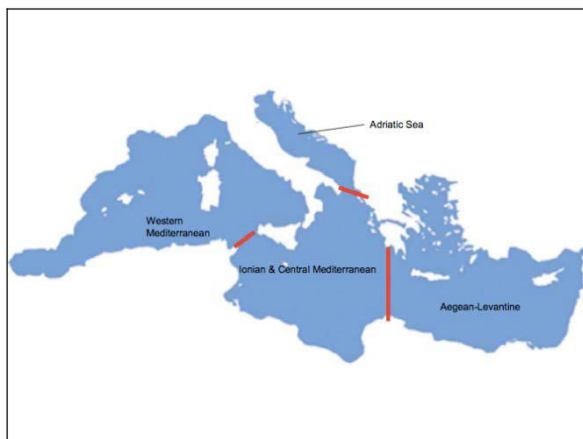 Adriatic Sea
Western
Mediterranean
Ionian & Central Mediterranean
Aegean-Levantine